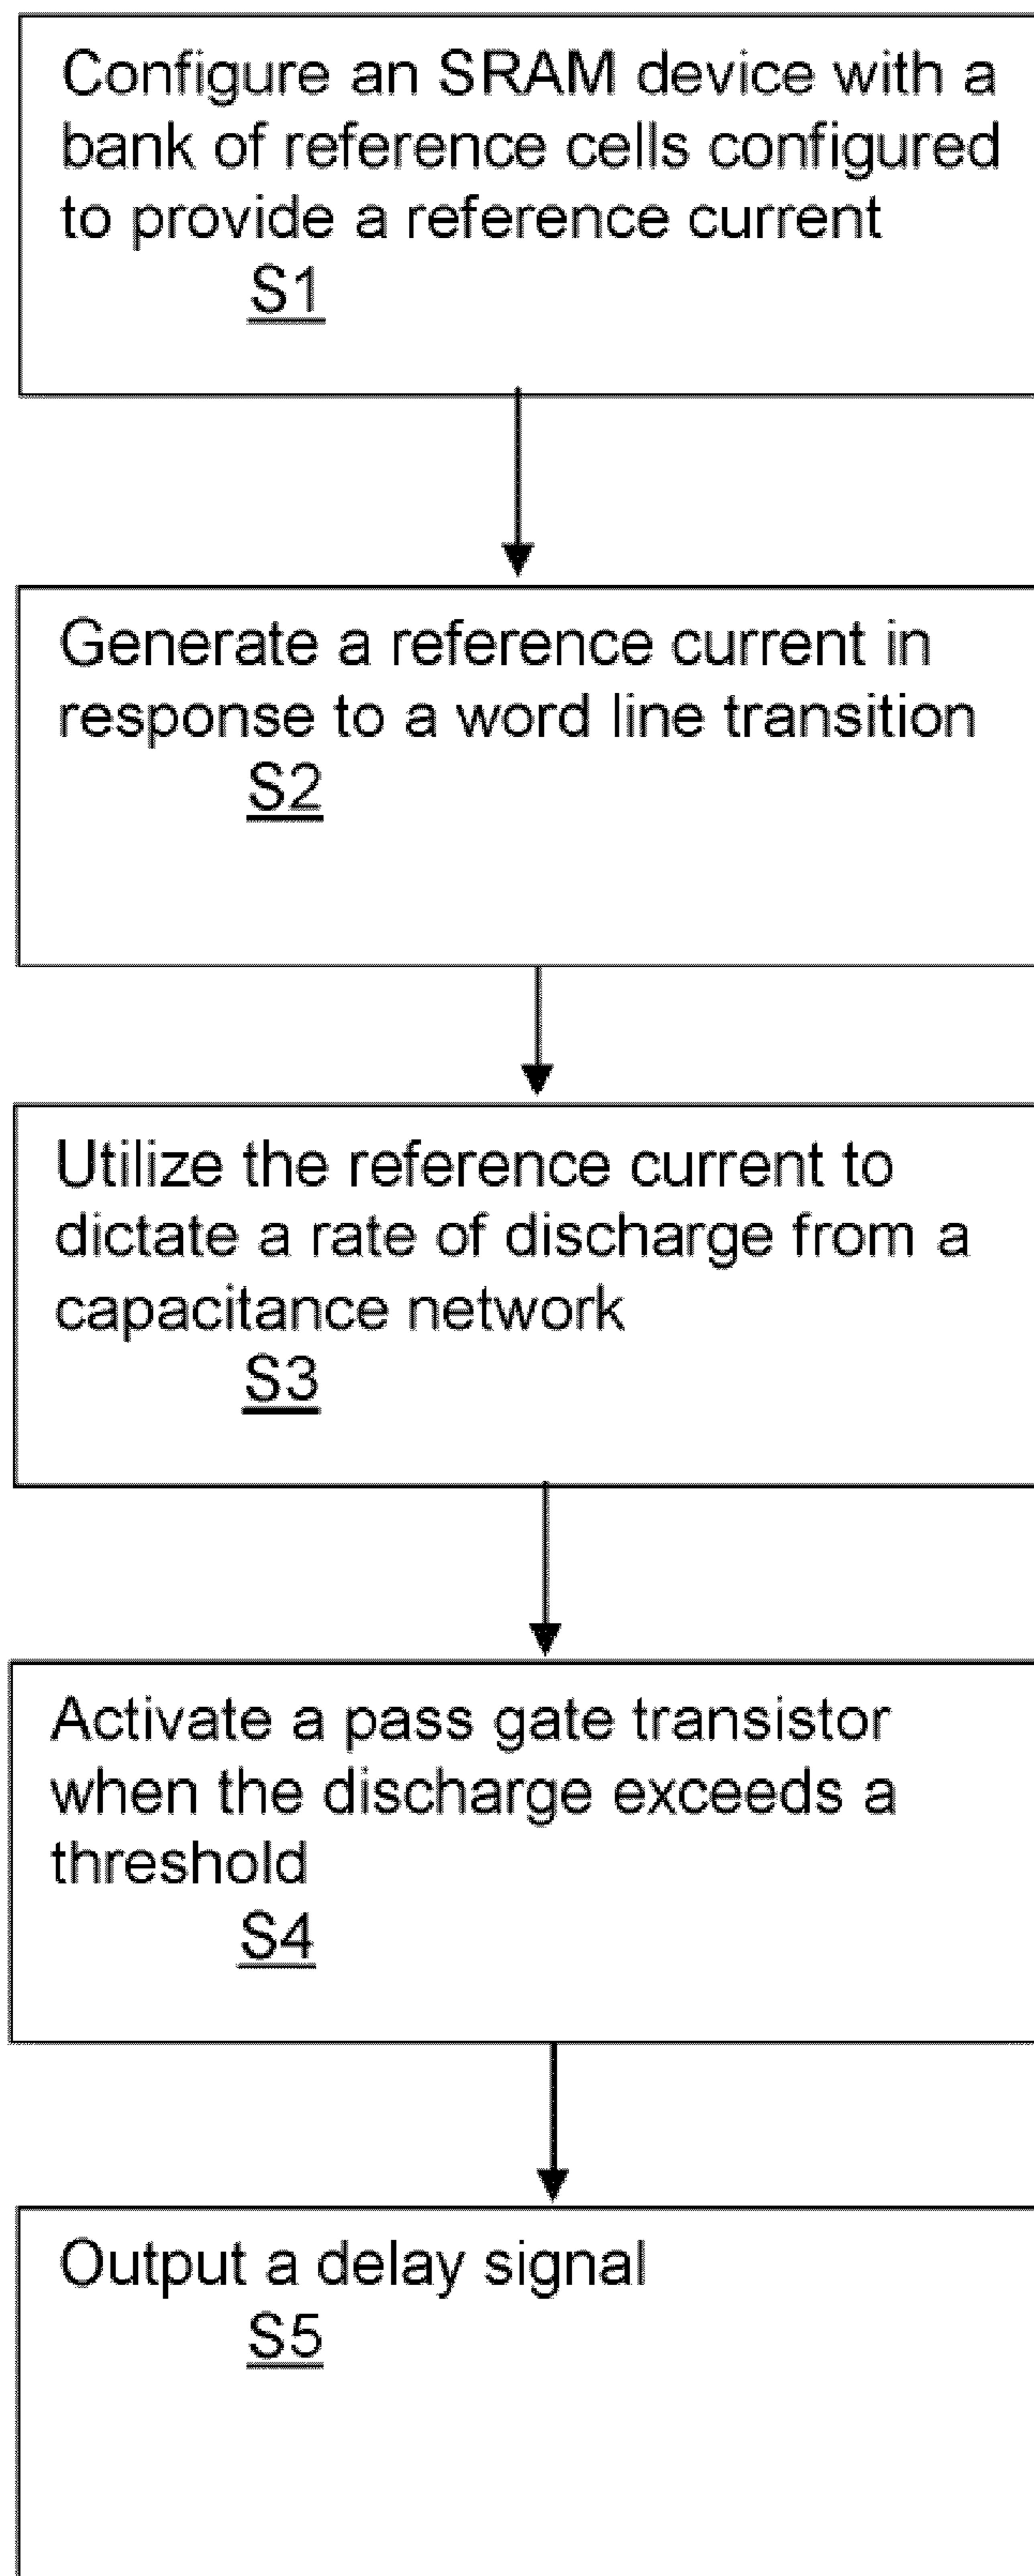 Configure an SRAM device with a
bank of reference cells configured
to provide a reference current
S1
Generate a reference current in
response to a word line transition
S2
Utilize the reference current to
dictate a rate of discharge from a
capacitance network
S3
Activate a pass gate transistor
when the discharge exceeds a
threshold
S4
Output a delay signal
S5